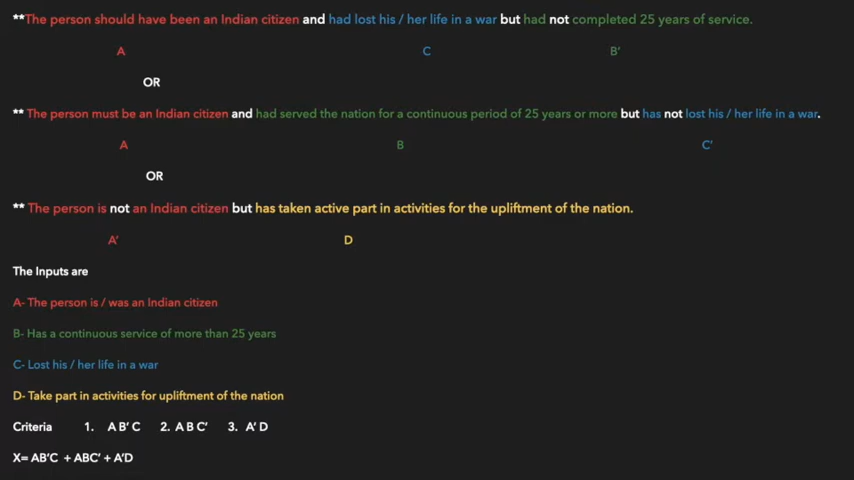 **The person should have been an Indian citizen and had lost his / her life in a war but had not completed 25 years of service.
A C B'
OR
** The person must be an Indian citizen and had served the nation for a continuous period of 25 years or more but has not lost his / her life in a war.
A B C'
OR
** The person is not an Indian citizen but has taken active part in activities for the upliftment of the nation.
A' D
The Inputs are
A- The person is / was an Indian citizen
B- Has a continuous service of more than 25 years
C- Lost his / her life in a war
D- Take part in activities for upliftment of the nation
Criteria 1. A B' C 2. A B C' 3. A' D
X= AB'C + ABC' + A'D